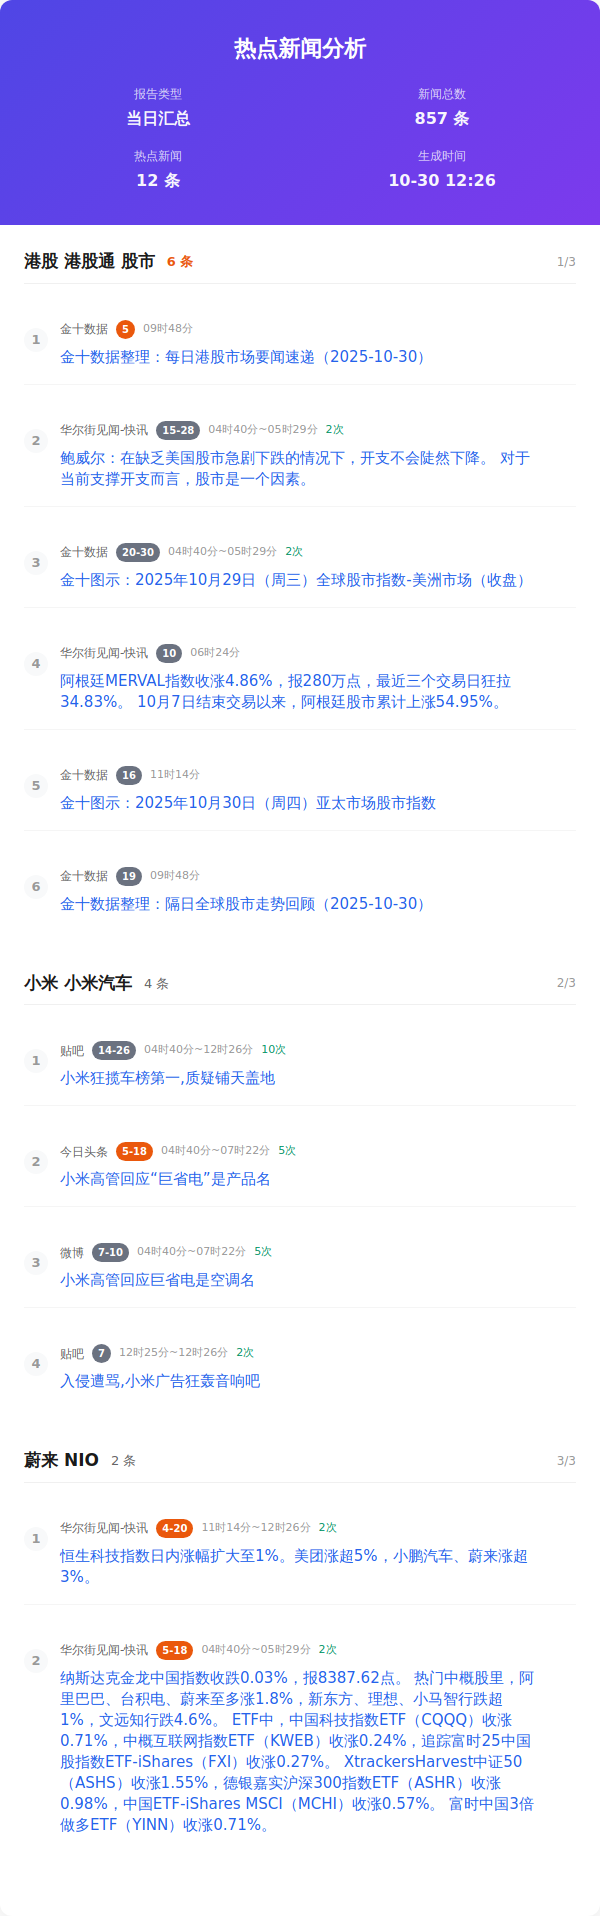 热点新闻分析
报告类型
新闻总数
当日汇总
857 条
热点新闻
生成时间
12 条
10-30 12:26
港股 港股通 股市 6 条 1/3
1 金十数据 5 09时48分
金十数据整理：每日港股市场要闻速递（2025-10-30）
2 华尔街见闻-快讯 15-28 04时40分~05时29分 2次
鲍威尔：在缺乏美国股市急剧下跌的情况下，开支不会陡然下降。 对于
当前支撑开支而言，股市是一个因素。
3 金十数据 20-30 04时40分~05时29分 2次
金十图示：2025年10月29日（周三）全球股市指数-美洲市场（收盘）
4 华尔街见闻-快讯 10 06时24分
阿根廷MERVAL指数收涨4.86%，报280万点，最近三个交易日狂拉
34.83%。 10月7日结束交易以来，阿根廷股市累计上涨54.95%。
5 金十数据 16 11时14分
金十图示：2025年10月30日（周四）亚太市场股市指数
6 金十数据 19 09时48分
金十数据整理：隔日全球股市走势回顾（2025-10-30）
小米 小米汽车 4 条 2/3
1 贴吧 14-26 04时40分~12时26分 10次
小米狂揽车榜第一,质疑铺天盖地
2 今日头条 5-18 04时40分~07时22分 5次
小米高管回应“巨省电”是产品名
3 微博 7-10 04时40分~07时22分 5次
小米高管回应巨省电是空调名
4 贴吧 7 12时25分~12时26分 2次
入侵遭骂,小米广告狂轰音响吧
蔚来 NIO 2 条 3/3
1 华尔街见闻-快讯 4-20 11时14分~12时26分 2次
恒生科技指数日内涨幅扩大至1%。美团涨超5%，小鹏汽车、蔚来涨超
3%。
2 华尔街见闻-快讯 5-18 04时40分~05时29分 2次
纳斯达克金龙中国指数收跌0.03%，报8387.62点。 热门中概股里，阿
里巴巴、台积电、蔚来至多涨1.8%，新东方、理想、小马智行跌超
1%，文远知行跌4.6%。 ETF中，中国科技指数ETF（CQQQ）收涨
0.71%，中概互联网指数ETF（KWEB）收涨0.24%，追踪富时25中国
股指数ETF-iShares（FXI）收涨0.27%。 XtrackersHarvest中证50
（ASHS）收涨1.55%，德银嘉实沪深300指数ETF（ASHR）收涨
0.98%，中国ETF-iShares MSCI（MCHI）收涨0.57%。 富时中国3倍
做多ETF（YINN）收涨0.71%。